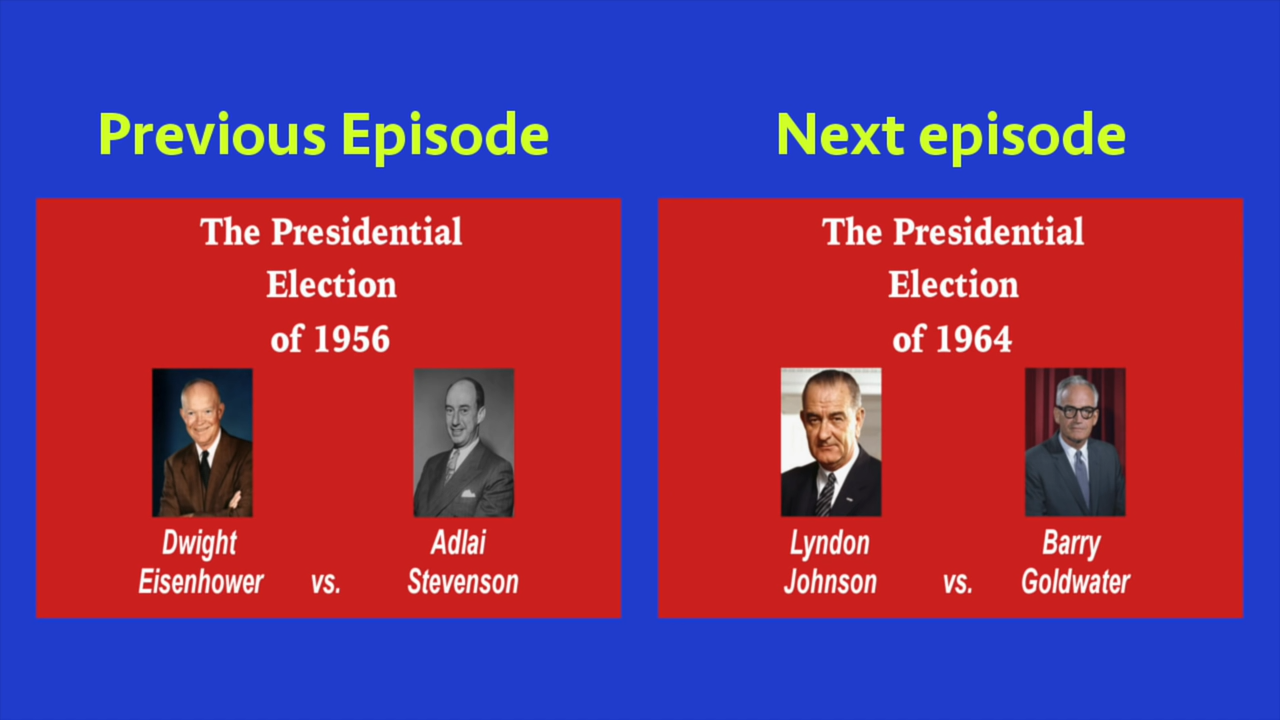 Previous Episode
The Presidential
Election
of 1956
Dwight
Eisenhower
vs.
Adlai
Stevenson
Next episode
The Presidential
Election
of 1964
Lyndon
Johnson
vs.
Barry
Goldwater